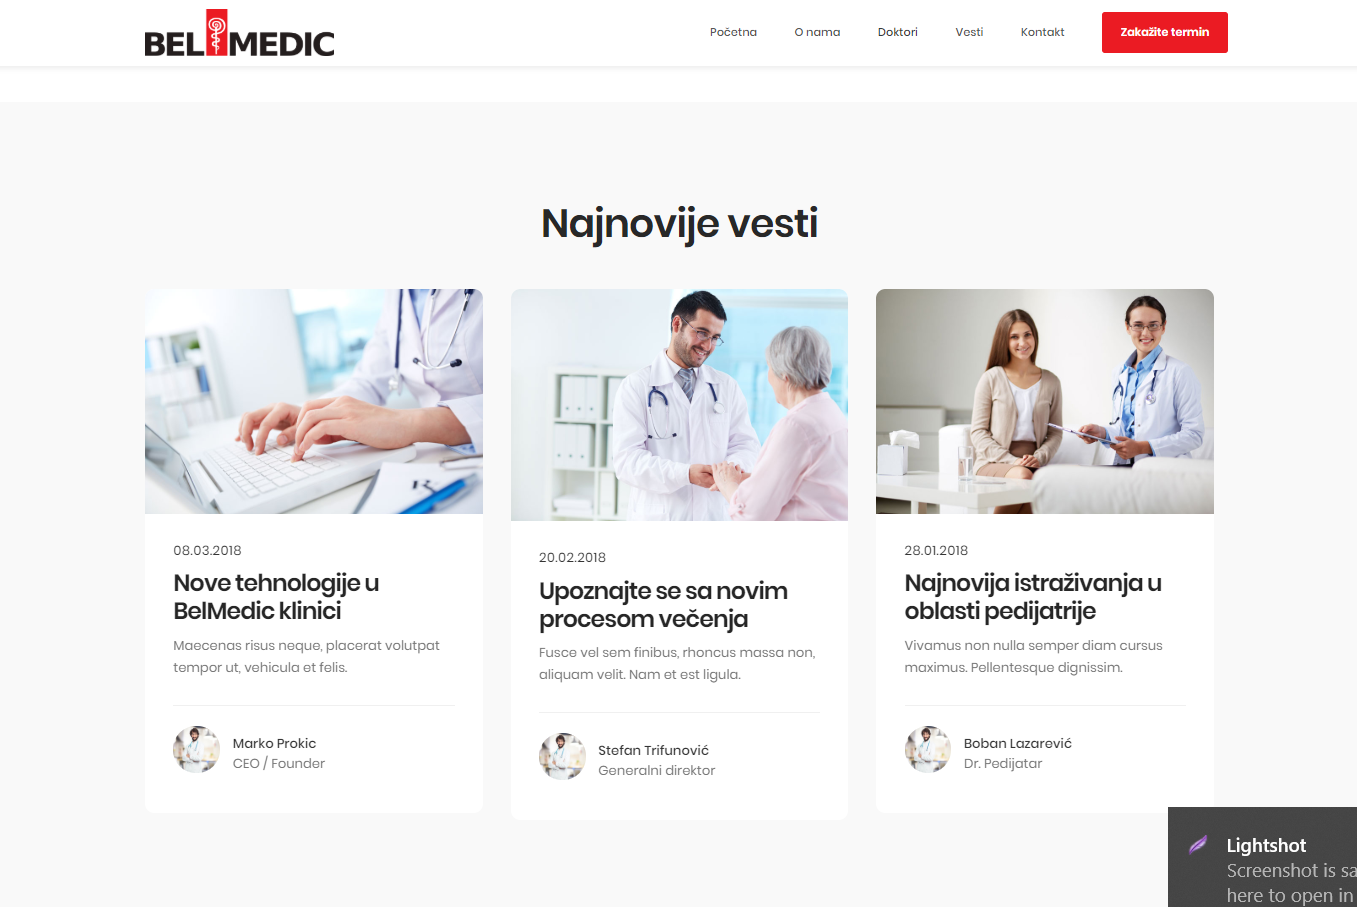 BELMEDIC
Početna
O nama
Doktori
Vesti
Kontakt
Zakažite termin
Najnovije vesti
08.03.2018
Nove tehnologije u
BelMedic klinici
Maecenas risus neque, placerat volutpat
tempor ut, vehicula et felis.
Marko Prokic
CEO / Founder
20.02.2018
Upoznajte se sa novim
procesom večenja
Fusce vel sem finibus, rhoncus massa non,
aliquam velit. Nam et est ligula.
Stefan Trifunović
Generalni direktor
28.01.2018
Najnovija istraživanja u
oblasti pedijatrije
Vivamus non nulla semper diam cursus
maximus. Pellentesque dignissim.
Boban Lazarević
Dr. Pedijatar
Lightshot
Screenshot is sa
here to open in